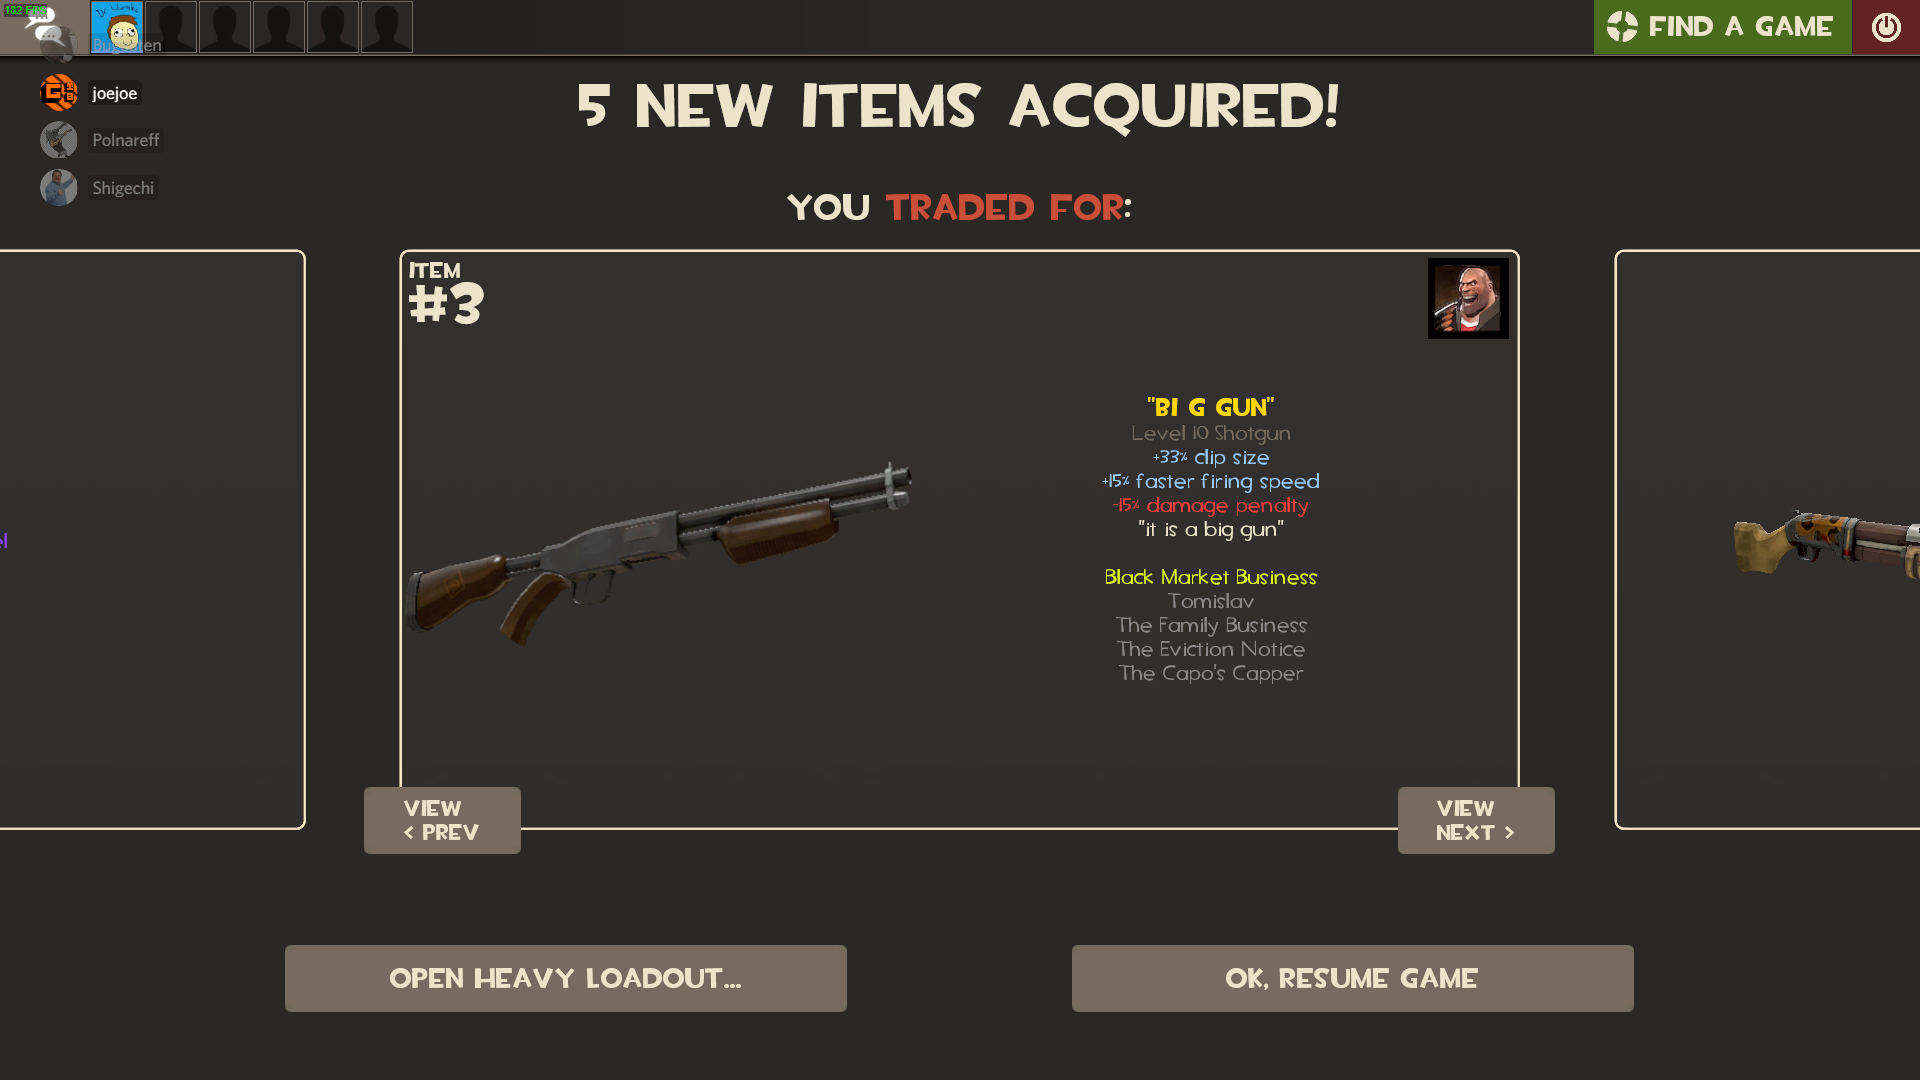 182 FPS
FIND A GAME
joejoe
Polnareff
Shigechi
5 NEW ITEMS ACQUIRED!
YOU TRADED FOR:
ITEM
#3
"BI G GUN"
Level 10 Shotgun
+33% clip size
+15% faster firing speed
-15% damage penalty
"it is a big gun"
Black Market Business
Tomislav
The Family Business
The Eviction Notice
The Capo's Capper
el
VIEW
< PREV
VIEW
NEXT >
OPEN HEAVY LOADOUT...
OK, RESUME GAME